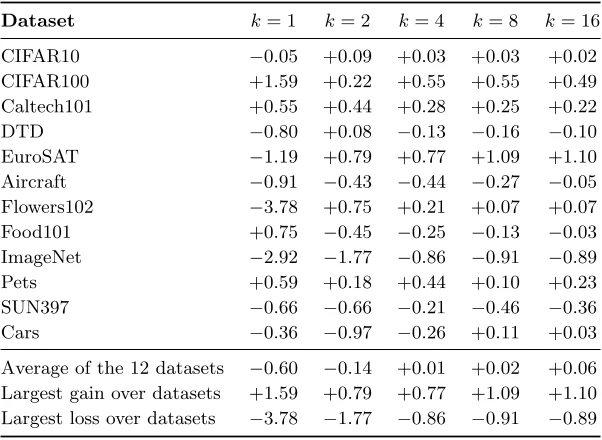 Dataset k = 1 k = 2 k = 4 k = 8 k = 16
CIFAR10 −0.05 +0.09 +0.03 +0.03 +0.02
CIFAR100 +1.59 +0.22 +0.55 +0.55 +0.49
Caltech101 +0.55 +0.44 +0.28 +0.25 +0.22
DTD −0.80 +0.08 −0.13 −0.16 −0.10
EuroSAT −1.19 +0.79 +0.77 +1.09 +1.10
Aircraft −0.91 −0.43 −0.44 −0.27 −0.05
Flowers102 −3.78 +0.75 +0.21 +0.07 +0.07
Food101 +0.75 −0.45 −0.25 −0.13 −0.03
ImageNet −2.92 −1.77 −0.86 −0.91 −0.89
Pets +0.59 +0.18 +0.44 +0.10 +0.23
SUN397 −0.66 −0.66 −0.21 −0.46 −0.36
Cars −0.36 −0.97 −0.26 +0.11 +0.03
Average of the 12 datasets −0.60 −0.14 +0.01 +0.02 +0.06
Largest gain over datasets +1.59 +0.79 +0.77 +1.09 +1.10
Largest loss over datasets −3.78 −1.77 −0.86 −0.91 −0.89